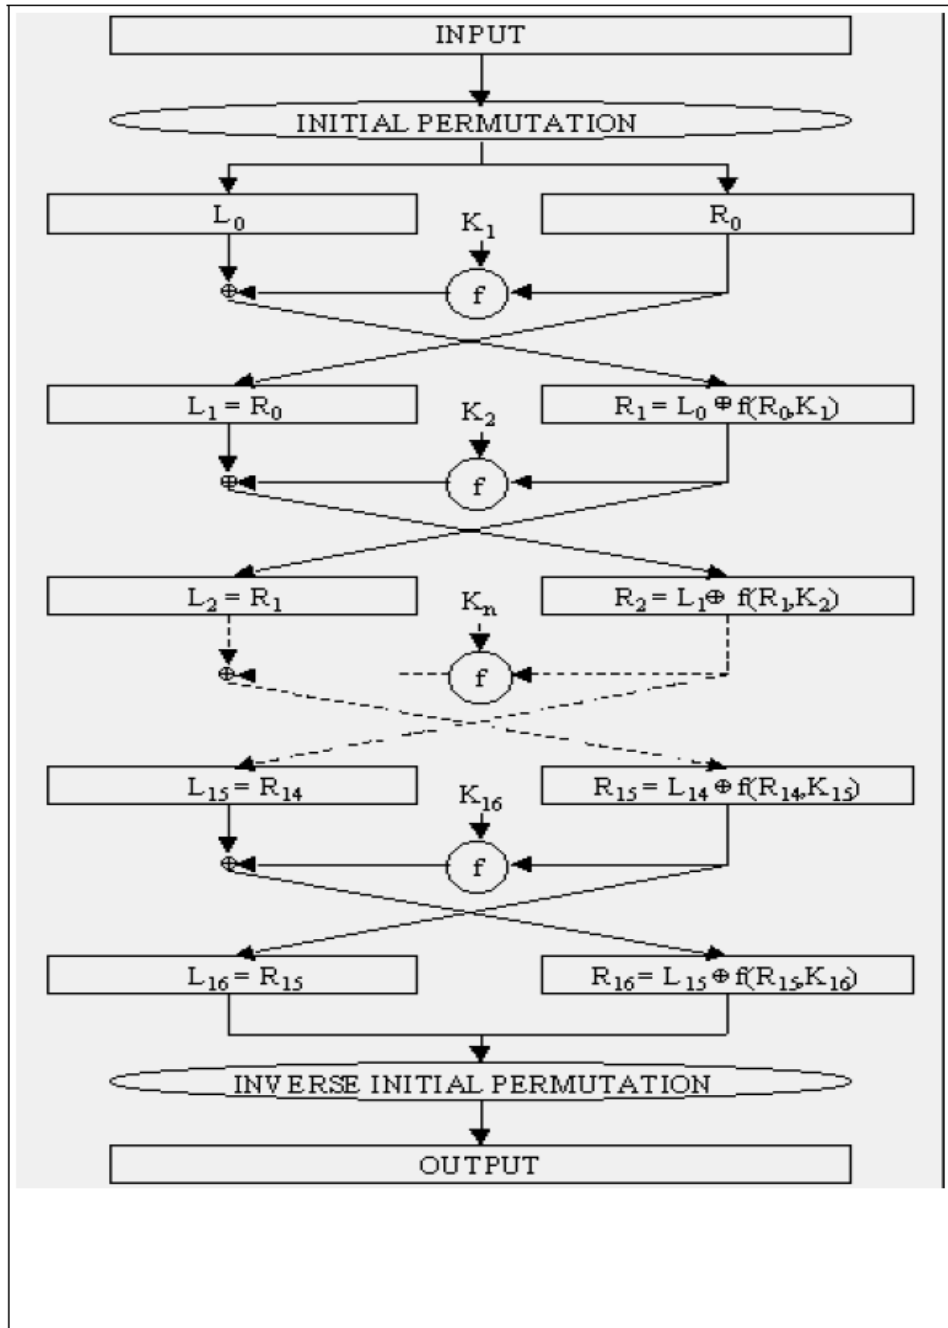 INPUT
INITIAL PERMUTATION
L₀
R₀
K₁
f
L₁ = R₀
R₁ = L₀ ⊕ f(R₀,K₁)
K₂
f
L₂ = R₁
R₂ = L₁⊕ f(R₁,K₂)
Kₙ
f
L₁₅ = R₁₄
R₁₅ = L₁₄ ⊕ f(R₁₄,K₁₅)
K₁₆
f
L₁₆ = R₁₅
R₁₆ = L₁₅ ⊕ f(R₁₅,K₁₆)
INVERSE INITIAL PERMUTATION
OUTPUT